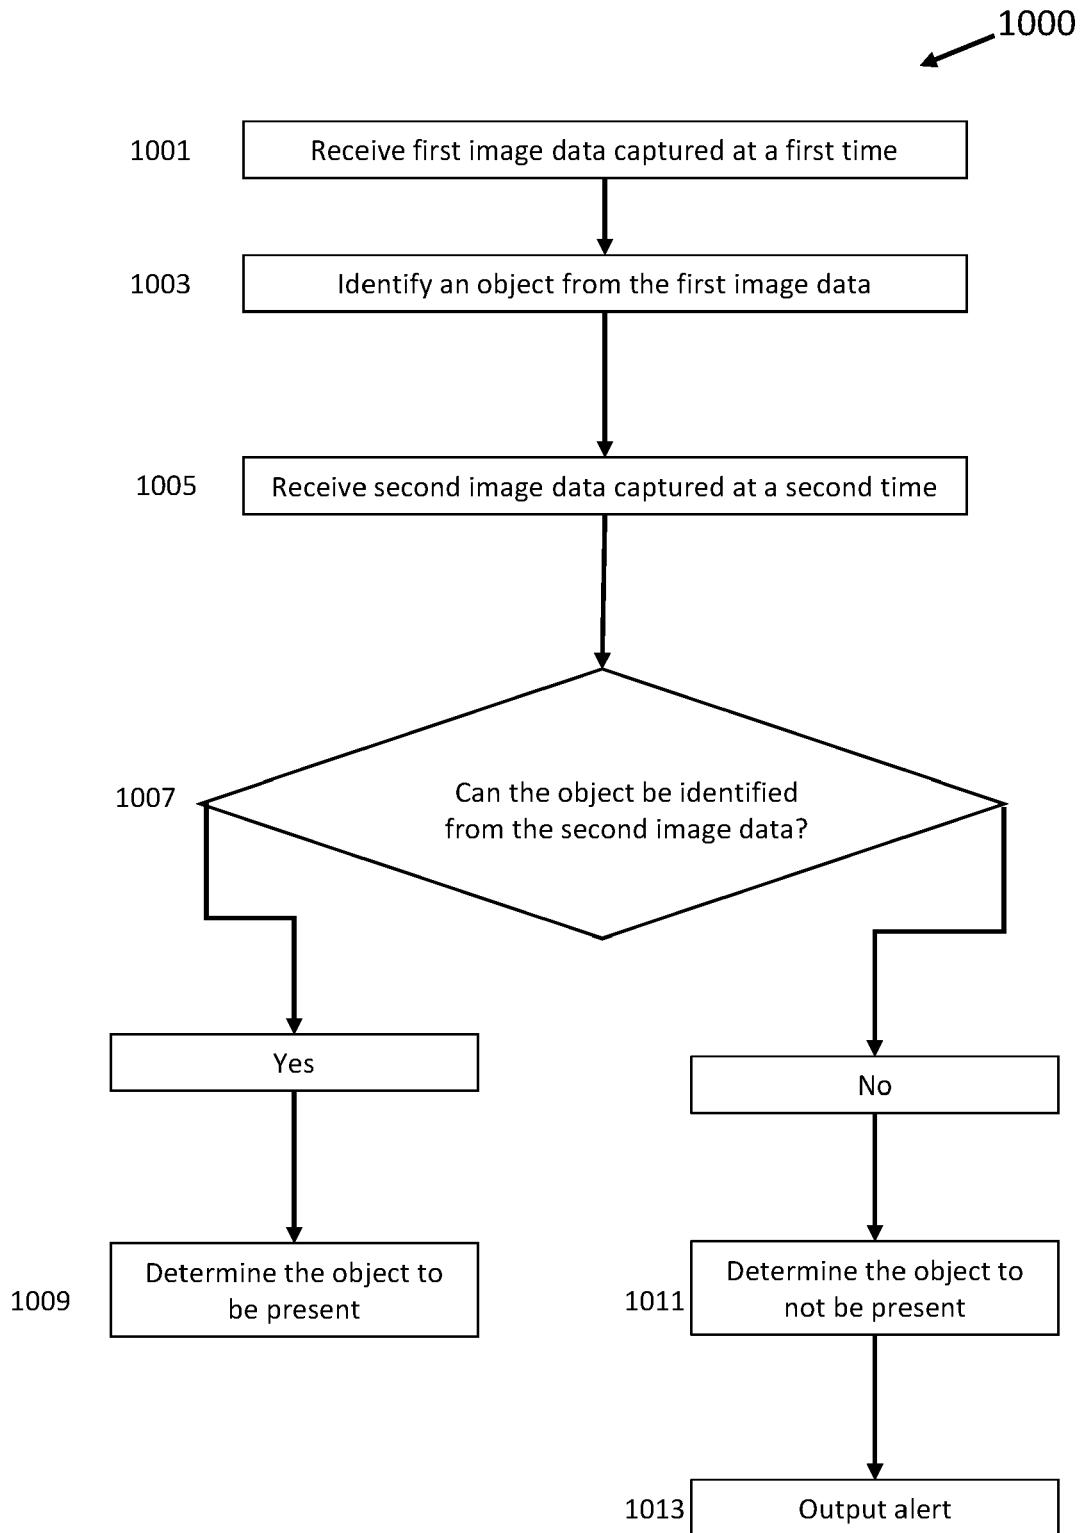 1000
1001
Receive first image data captured at a first time
1003
Identify an object from the first image data
1005
Receive second image data captured at a second time
1007
Can the object be identified
from the second image data?
Yes
No
1009
Determine the object to
be present
1011
Determine the object to
not be present
1013
Output alert